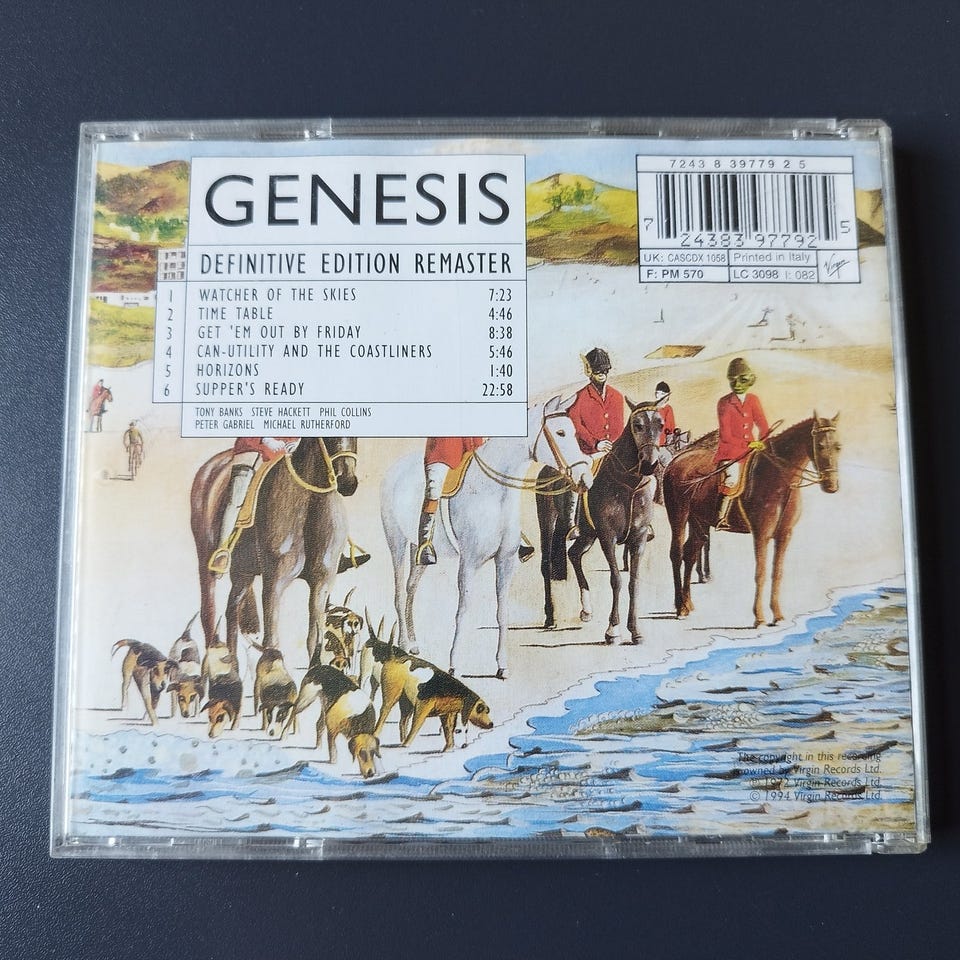 GENESIS
DEFINITIVE EDITION REMASTER
1 WATCHER OF THE SKIES 7:23
2 TIME TABLE 4:46
3 GET 'EM OUT BY FRIDAY 8:38
4 CAN-UTILITY AND THE COASTLINERS 5:46
5 HORIZONS 1:40
6 SUPPER'S READY 22:58
TONY BANKS STEVE HACKETT PHIL COLLINS
PETER GABRIEL MICHAEL RUTHERFORD
7243 8 39779 2 5
7 24383 97792 5
UK: CASCDX 1058 Printed in Italy
F: PM 570 LC 3098 I: 082 Virgin
The copyright in this recording
owned by Virgin Records Ltd.
1972 Virgin Records Ltd.
© 1994 Virgin Records Ltd.